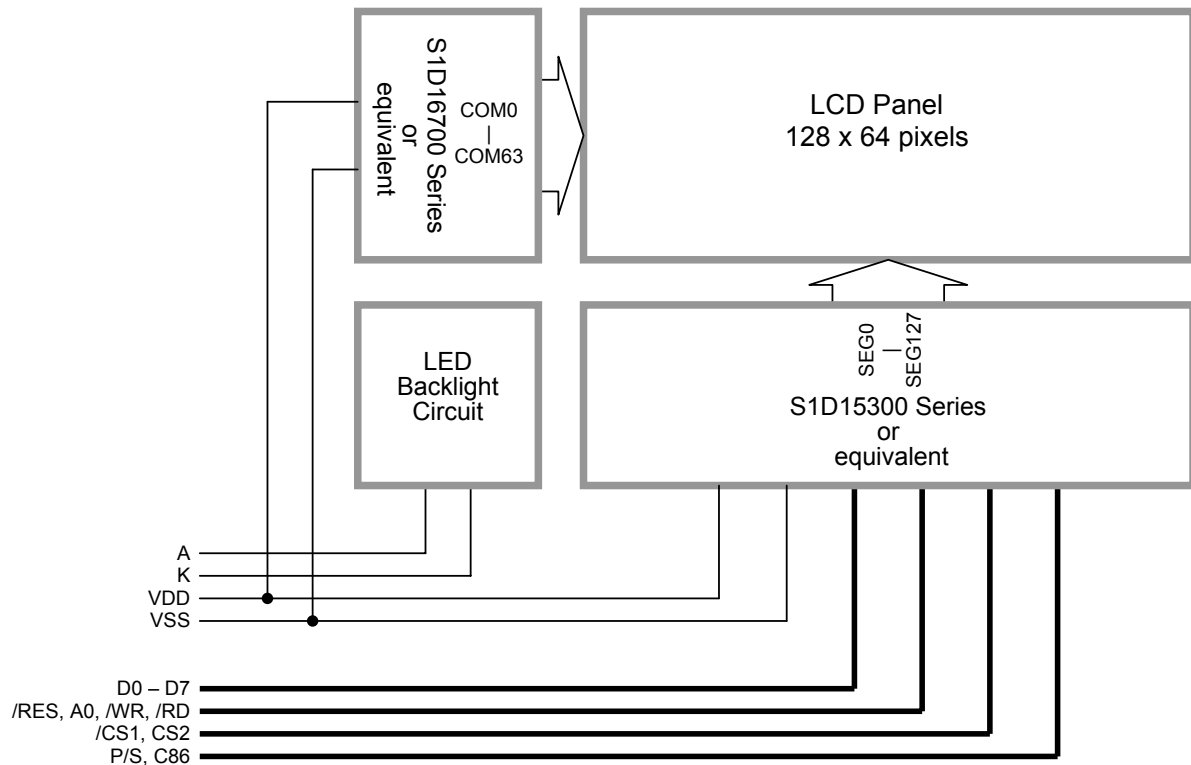 S1D16700 Series
or
equivalent
COM0
|
COM63
LCD Panel
128 x 64 pixels
LED
Backlight
Circuit
SEG0
|
SEG127
S1D15300 Series
or
equivalent
A
K
VDD
VSS
D0 – D7
/RES, A0, /WR, /RD
/CS1, CS2
P/S, C86